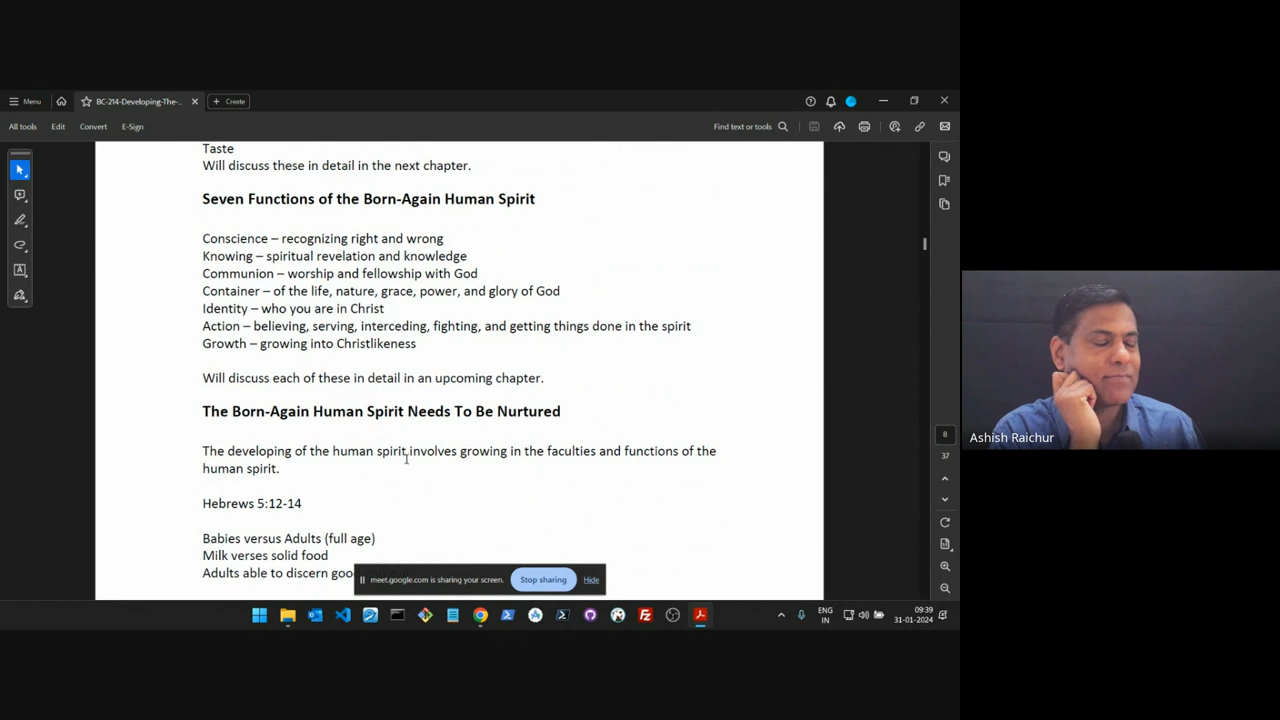 Menu
BC-214-Developing-The-...
Create
All tools
Edit
Convert
E-Sign
Find text or tools
Taste
Will discuss these in detail in the next chapter.
Seven Functions of the Born-Again Human Spirit
Conscience – recognizing right and wrong
Knowing – spiritual revelation and knowledge
Communion – worship and fellowship with God
Container – of the life, nature, grace, power, and glory of God
Identity – who you are in Christ
Action – believing, serving, interceding, fighting, and getting things done in the spirit
Growth – growing into Christlikeness
Will discuss each of these in detail in an upcoming chapter.
The Born-Again Human Spirit Needs To Be Nurtured
The developing of the human spirit involves growing in the faculties and functions of the
human spirit.
Hebrews 5:12-14
Babies versus Adults (full age)
Milk verses solid food
Adults able to discern goo
8
37
Ashish Raichur
meet.google.com is sharing your screen.
Stop sharing
Hide
ENG
IN
09:39
31-01-2024